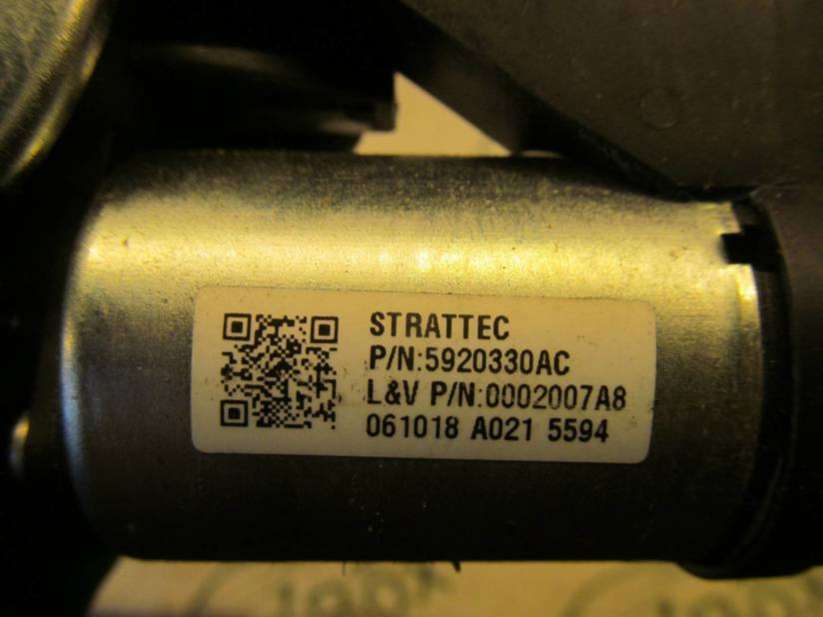 STRATTEC
P/N:5920330AC
L&V P/N:0002007A8
061018 A021 5594